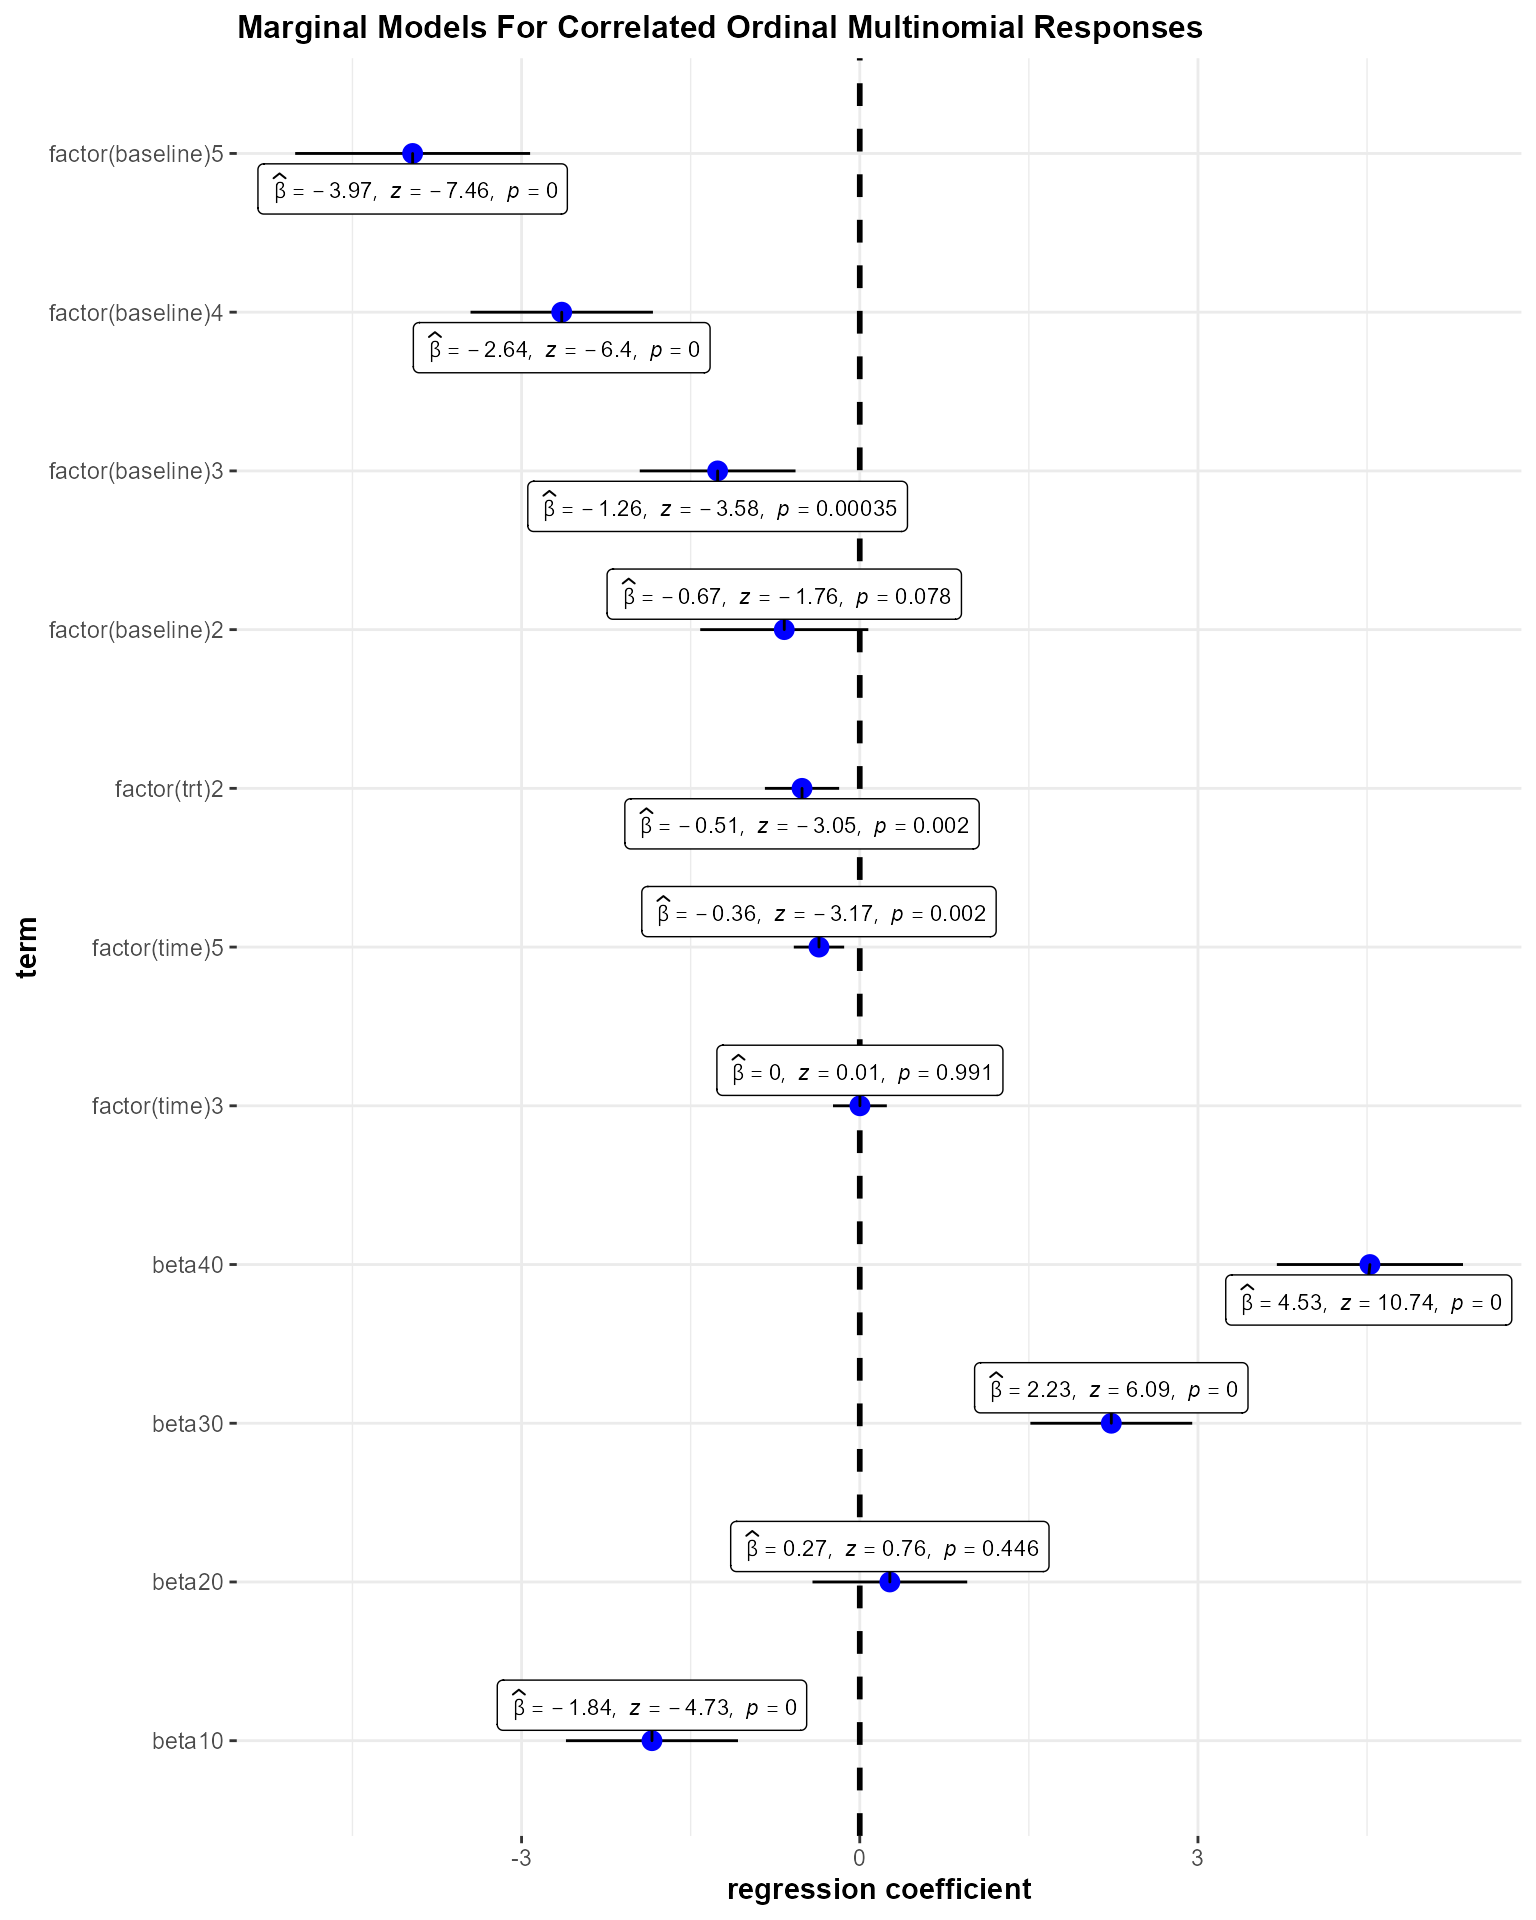 Marginal Models For Correlated Ordinal Multinomial Responses
factor(baseline)5
β̂ = −3.97, z = −7.46, p = 0
factor(baseline)4
β̂ = −2.64, z = −6.4, p = 0
factor(baseline)3
β̂ = −1.26, z = −3.58, p = 0.00035
β̂ = −0.67, z = −1.76, p = 0.078
factor(baseline)2
factor(trt)2
β̂ = −0.51, z = −3.05, p = 0.002
β̂ = −0.36, z = −3.17, p = 0.002
factor(time)5
term
β̂ = 0, z = 0.01, p = 0.991
factor(time)3
beta40
β̂ = 4.53, z = 10.74, p = 0
β̂ = 2.23, z = 6.09, p = 0
beta30
β̂ = 0.27, z = 0.76, p = 0.446
beta20
β̂ = −1.84, z = −4.73, p = 0
beta10
-3 0 3
regression coefficient